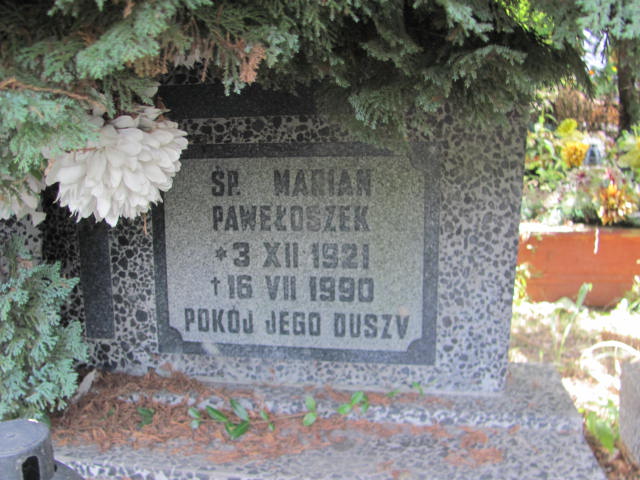 ŚP. MARIAN
PAWEŁOSZEK
* 3 XII 1921
† 16 VII 1990
POKÓJ JEGO DUSZY